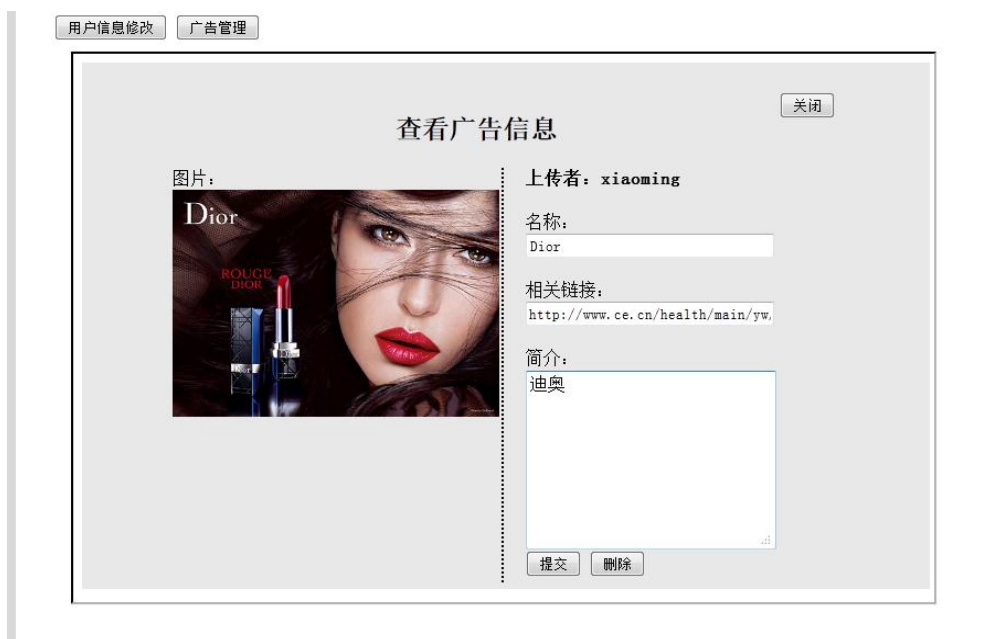 用户信息修改 广告管理
关闭
查看广告信息
图片：
Dior
ROUGE
DIOR
Dior
上传者：xiaoming
名称：
Dior
相关链接：
http://www.ce.cn/health/main/yw,
简介：
迪奥
提交 删除